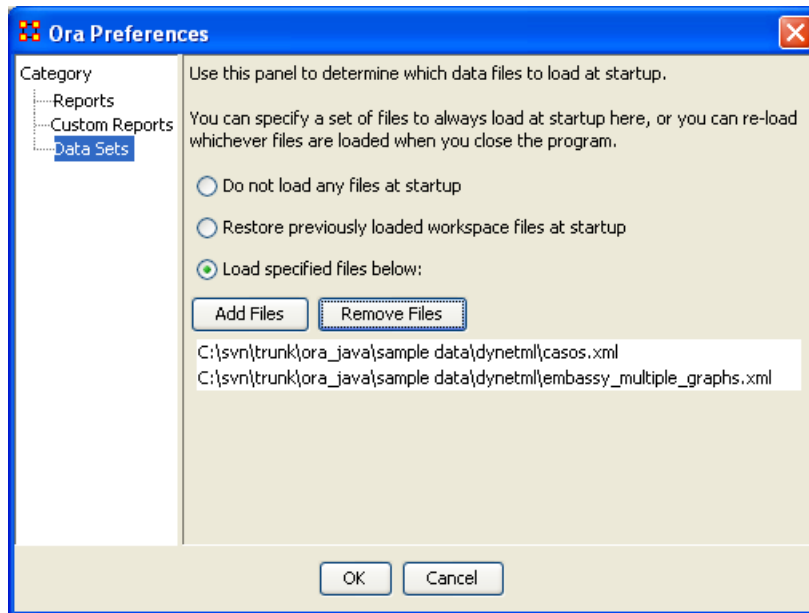 Ora Preferences
Category
Reports
Custom Reports
Data Sets
Use this panel to determine which data files to load at startup.
You can specify a set of files to always load at startup here, or you can re-load
whichever files are loaded when you close the program.
Do not load any files at startup
Restore previously loaded workspace files at startup
Load specified files below:
Add Files
Remove Files
C:\svn\trunk\ora_java\sample data\dynetml\casos.xml
C:\svn\trunk\ora_java\sample data\dynetml\embassy_multiple_graphs.xml
OK
Cancel